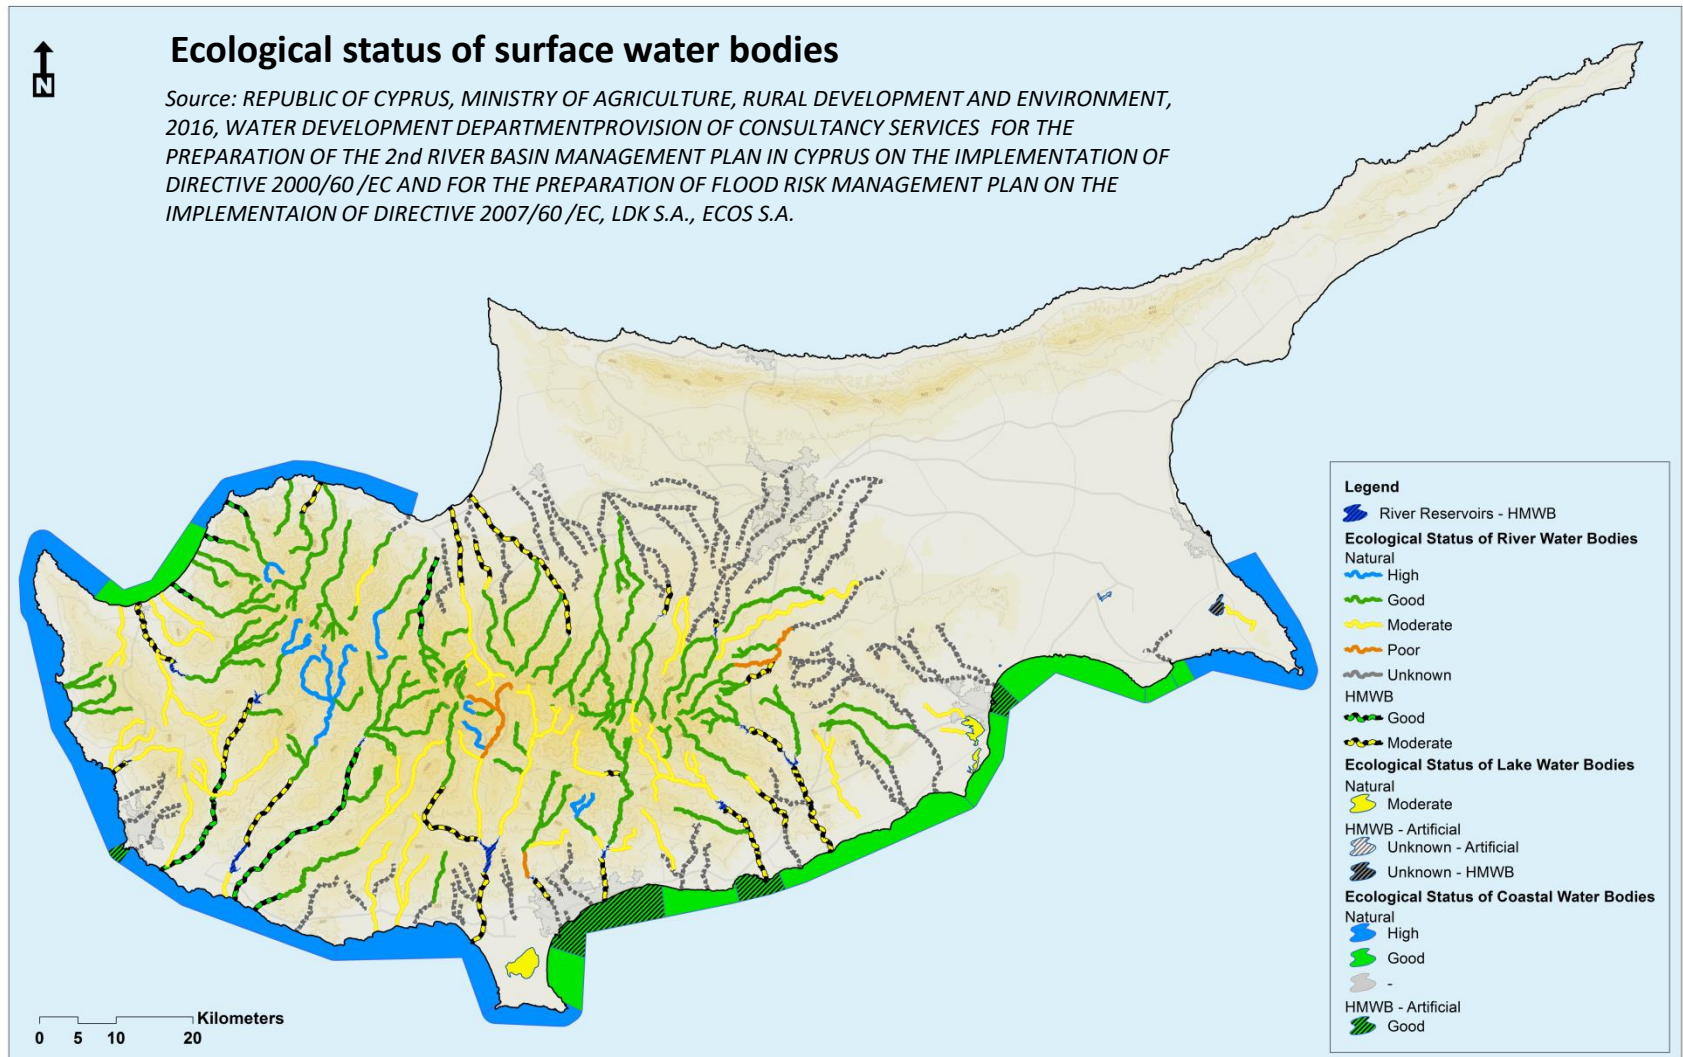 N
Ecological status of surface water bodies
Source: REPUBLIC OF CYPRUS, MINISTRY OF AGRICULTURE, RURAL DEVELOPMENT AND ENVIRONMENT,
2016, WATER DEVELOPMENT DEPARTMENTPROVISION OF CONSULTANCY SERVICES FOR THE
PREPARATION OF THE 2nd RIVER BASIN MANAGEMENT PLAN IN CYPRUS ON THE IMPLEMENTATION OF
DIRECTIVE 2000/60 /EC AND FOR THE PREPARATION OF FLOOD RISK MANAGEMENT PLAN ON THE
IMPLEMENTAION OF DIRECTIVE 2007/60 /EC, LDK S.A., ECOS S.A.
Legend
River Reservoirs - HMWB
Ecological Status of River Water Bodies
Natural
High
Good
Moderate
Poor
Unknown
HMWB
Good
Moderate
Ecological Status of Lake Water Bodies
Natural
Moderate
HMWB - Artificial
Unknown - Artificial
Unknown - HMWB
Ecological Status of Coastal Water Bodies
Natural
High
Good
-
HMWB - Artificial
Good
Kilometers
0 5 10 20